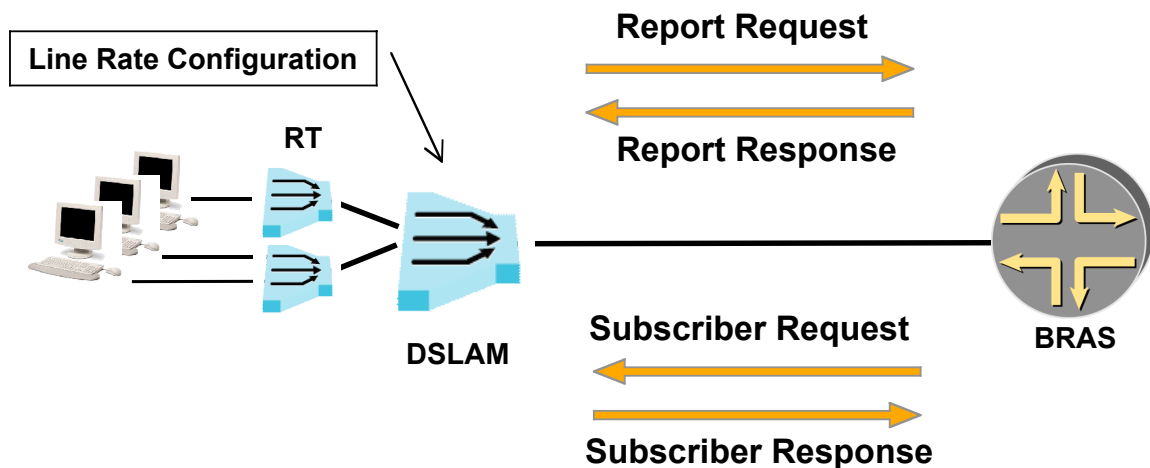 Line Rate Configuration
Report Request
Report Response
RT
DSLAM
BRAS
Subscriber Request
Subscriber Response